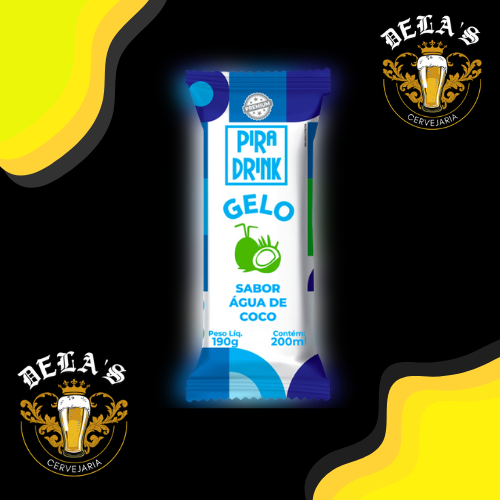 DELA'S
CERVEJARIA
PREMIUM
PIRA
DRINK
GELO
SABOR
ÁGUA DE
COCO
Peso Líq. Contém:
190g 200ml
DELA'S
CERVEJARIA